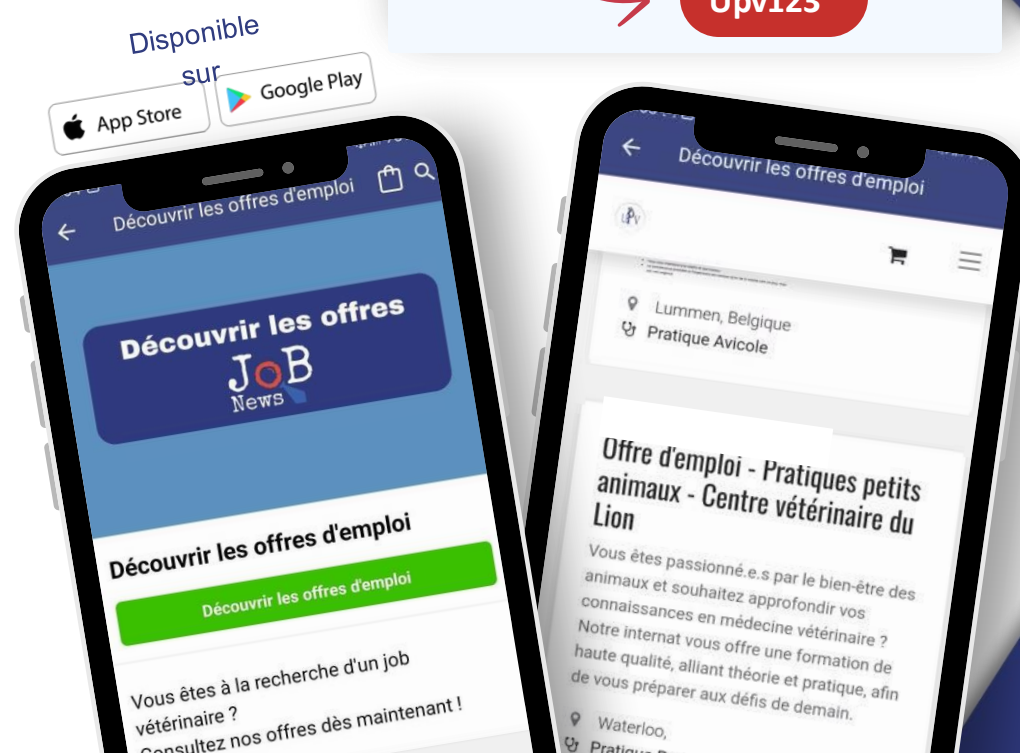 Upv123
Disponible
sur
App Store
Google Play
Découvrir les offres d'emploi
Découvrir les offres
JOB
News
Découvrir les offres d'emploi
Découvrir les offres d'emploi
Vous êtes à la recherche d'un job
vétérinaire ?
Consultez nos offres dès maintenant !
Découvrir les offres d'emploi
UPV
Lummen, Belgique
Pratique Avicole
Offre d'emploi - Pratiques petits
animaux - Centre vétérinaire du
Lion
Vous êtes passionné.e.s par le bien-être des
animaux et souhaitez approfondir vos
connaissances en médecine vétérinaire ?
Notre internat vous offre une formation de
haute qualité, alliant théorie et pratique, afin
de vous préparer aux défis de demain.
Waterloo,
Pratique